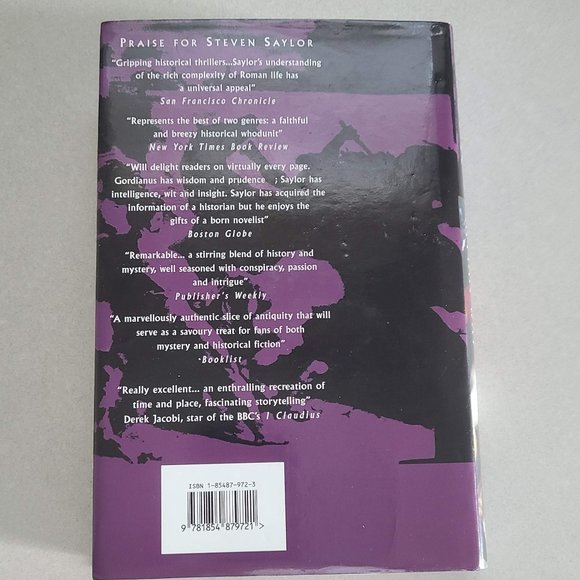 PRAISE FOR STEVEN SAYLOR
"Gripping historical thrillers...Saylor's understanding
of the rich complexity of Roman life has
a universal appeal"
San Francisco Chronicle
"Represents the best of two genres: a faithful
and breezy historical whodunit"
New York Times Book Review
"Will delight readers on virtually every page.
Gordianus has wisdom and prudence ; Saylor has
intelligence, wit and insight. Saylor has acquired the
information of a historian but he enjoys the
gifts of a born novelist"
Boston Globe
"Remarkable... a stirring blend of history and
mystery, well seasoned with conspiracy, passion
and intrigue"
Publisher's Weekly
"A marvellously authentic slice of antiquity that will
serve as a savoury treat for fans of both
mystery and historical fiction"
Booklist
"Really excellent... an enthralling recreation of
time and place, fascinating storytelling"
Derek Jacobi, star of the BBC's I Claudius
ISBN 1-85487-972-3
9 781854 879721>